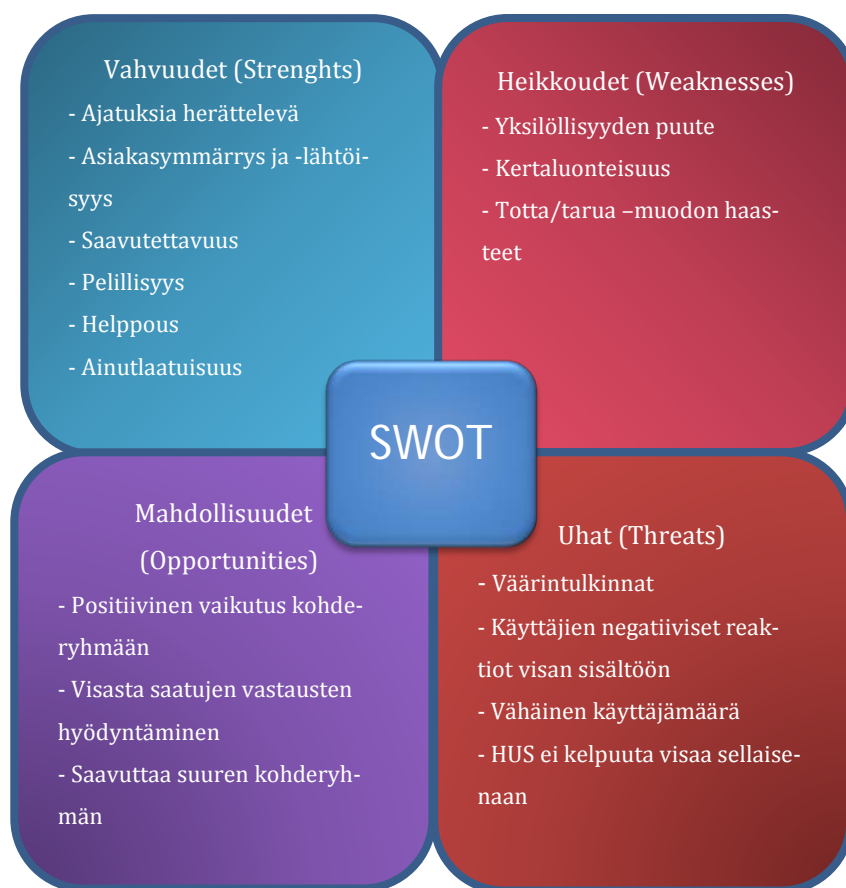 Vahvuudet (Strenghts)
- Ajatuksia herättelevä
- Asiakasymmärrys ja -lähtöi-
syys
- Saavutettavuus
- Pelillisyys
- Helppous
- Ainutlaatuisuus
Heikkoudet (Weaknesses)
- Yksilöllisyyden puute
- Kertaluonteisuus
- Totta/tarua –muodon haas-
teet
SWOT
Mahdollisuudet
(Opportunities)
- Positiivinen vaikutus kohde-
ryhmään
- Visasta saatujen vastausten
hyödyntäminen
- Saavuttaa suuren kohderyh-
män
Uhat (Threats)
- Väärintulkinnat
- Käyttäjien negatiiviset reak-
tiot visan sisältöön
- Vähäinen käyttäjämäärä
- HUS ei kelpuuta visaa sellaise-
naan